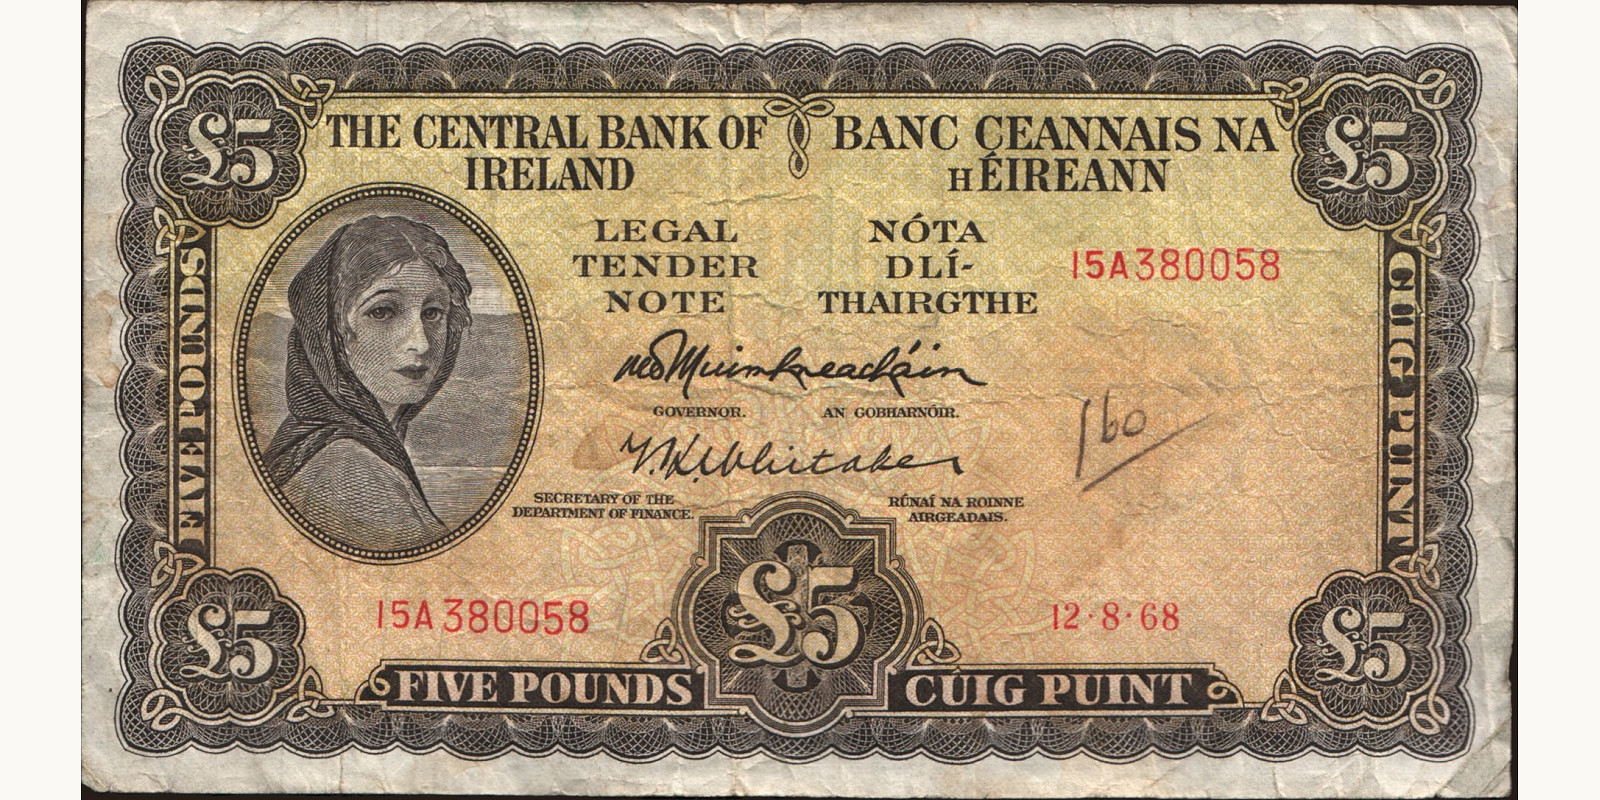 £5
£5
THE CENTRAL BANK OF
IRELAND
BANC CEANNAIS NA
HÉIREANN
LEGAL
TENDER
NOTE
NÓTA
DLÍ-
THAIRGTHE
15A380058
GOVERNOR.
AN GOBHARNÓIR.
160
T.K. Whitaker
SECRETARY OF THE
DEPARTMENT OF FINANCE.
RÚNAÍ NA ROINNE
AIRGEADAIS.
FIVE POUNDS
CÚIG PUINT
15A380058
12·8·68
£5
£5
£5
FIVE POUNDS
CÚIG PUINT